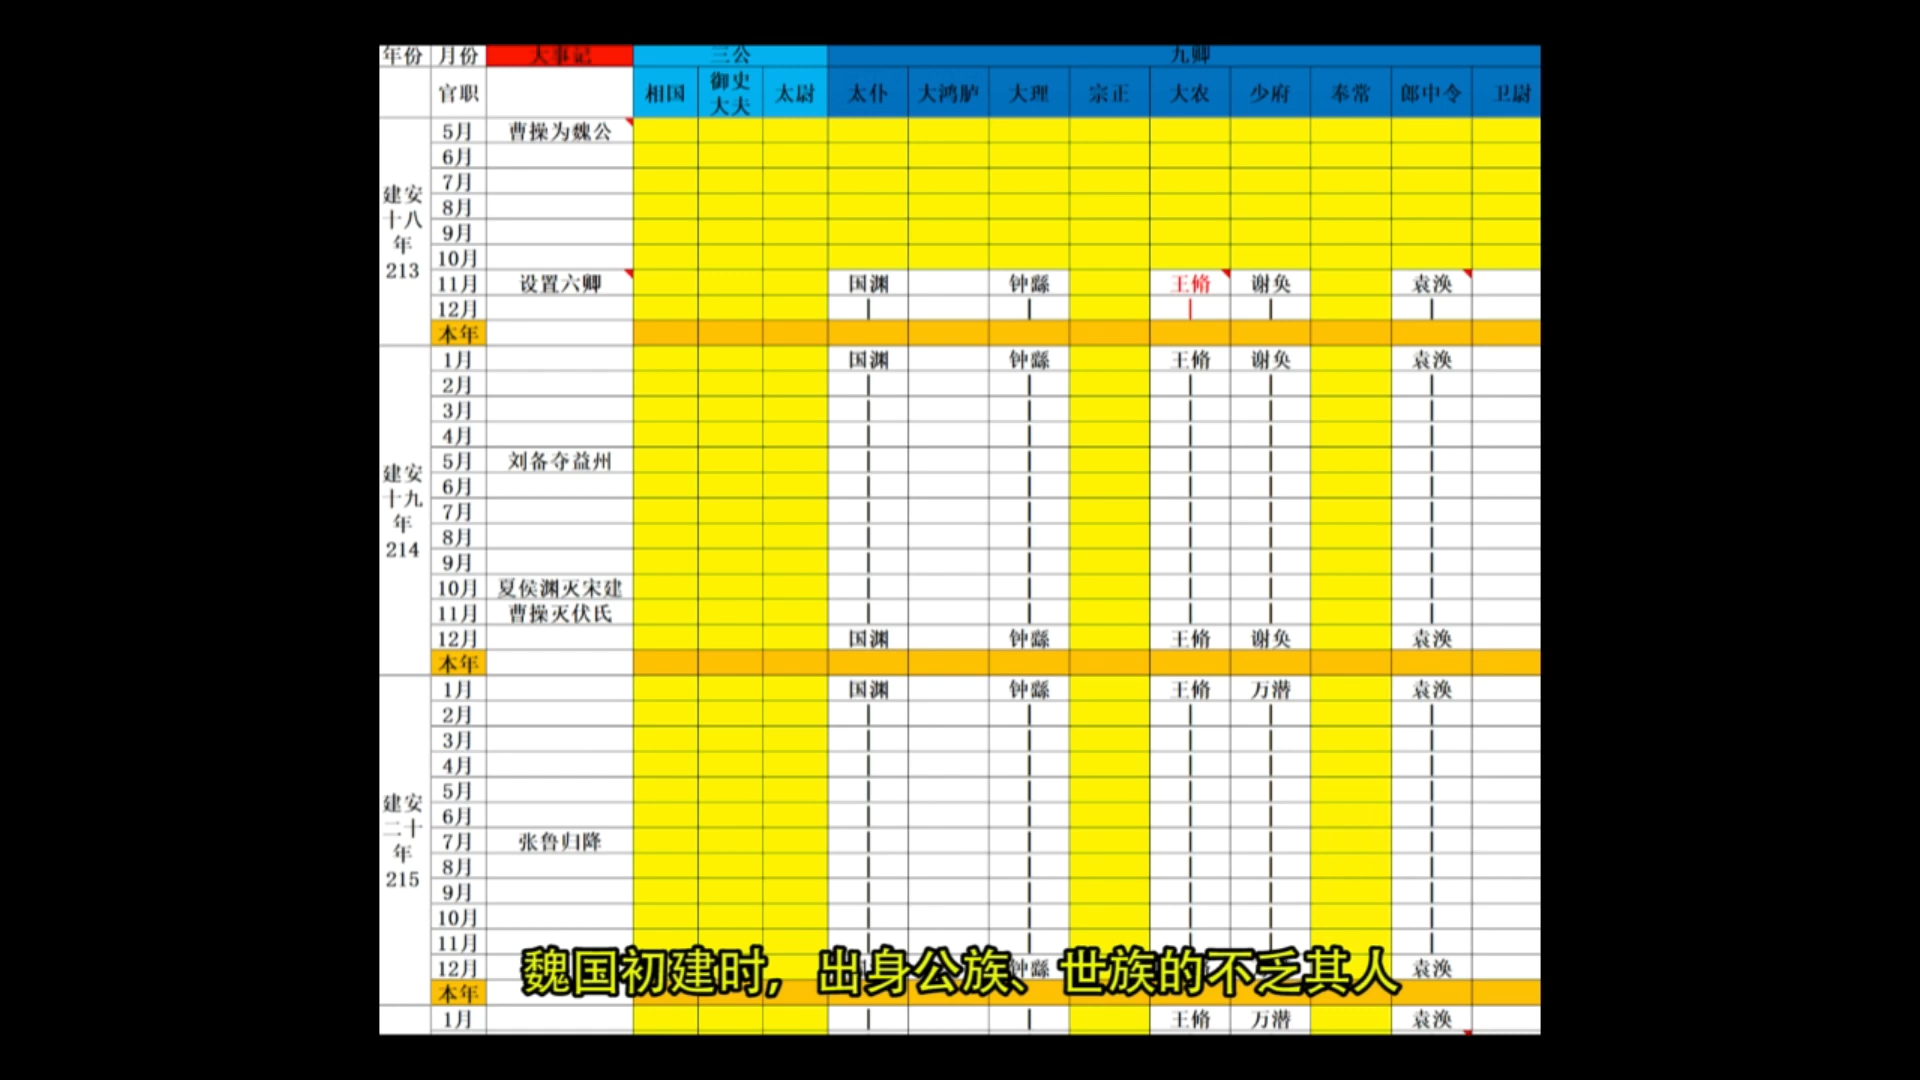 年份 月份 大事记 三公 九卿
官职 相国 御史大夫 太尉 太仆 大鸿胪 大理 宗正 大农 少府 奉常 郎中令 卫尉
建安十八年 213
5月 曹操为魏公
6月
7月
8月
9月
10月
11月 设置六卿 国渊 钟繇 王脩 谢奂 袁涣
12月
本年
建安十九年 214
1月 国渊 钟繇 王脩 谢奂 袁涣
2月
3月
4月
5月 刘备夺益州
6月
7月
8月
9月
10月 夏侯渊灭宋建
11月 曹操灭伏氏
12月 国渊 钟繇 王脩 谢奂 袁涣
本年
建安二十年 215
1月 国渊 钟繇 王脩 万潜 袁涣
2月
3月
4月
5月
6月
7月 张鲁归降
8月
9月
10月
11月
12月 钟繇 袁涣
本年
1月 王脩 万潜 袁涣
魏国初建时，出身公族、世族的不乏其人